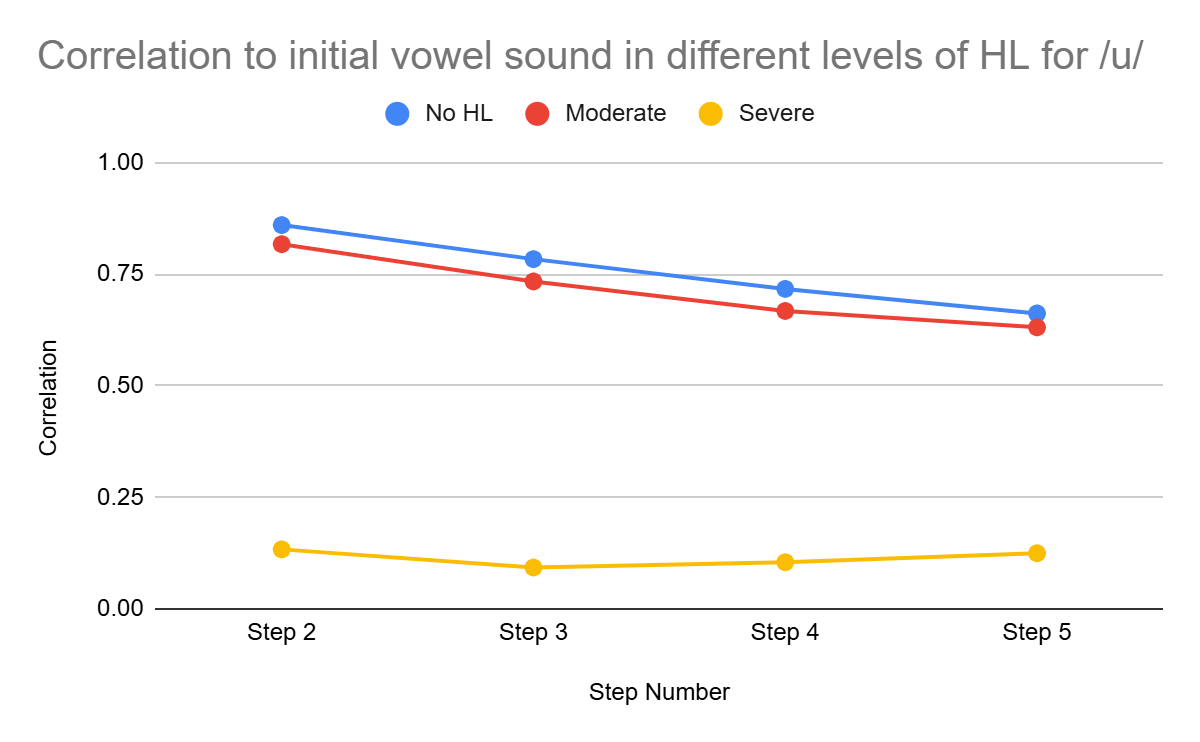 Correlation to initial vowel sound in different levels of HL for /u/
No HL Moderate Severe
1.00
0.75
0.50
0.25
0.00
Correlation
Step 2 Step 3 Step 4 Step 5
Step Number